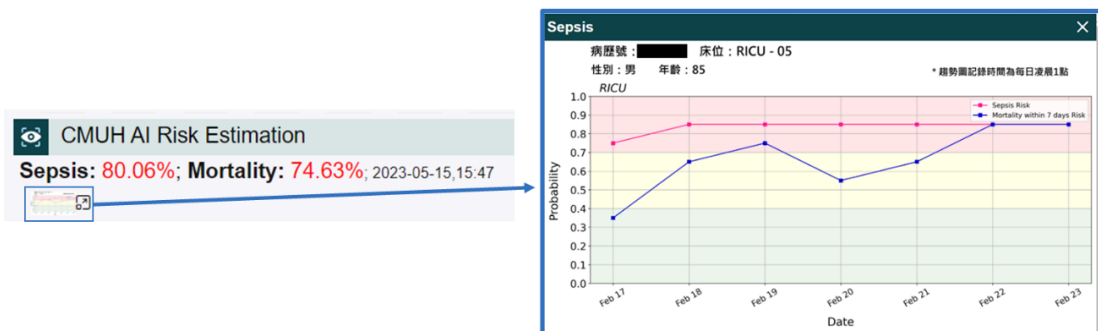 CMUH AI Risk Estimation
Sepsis: 80.06%; Mortality: 74.63%; 2023-05-15,15:47
Sepsis
病歷號： 床位：RICU - 05
性別：男 年齡：85
* 趨勢圖記錄時間為每日凌晨1點
RICU
Sepsis Risk
Mortality within 7 days Risk
Probability
1.0
0.9
0.8
0.7
0.6
0.5
0.4
0.3
0.2
0.1
0.0
Feb 17
Feb 18
Feb 19
Feb 20
Feb 21
Feb 22
Feb 23
Date